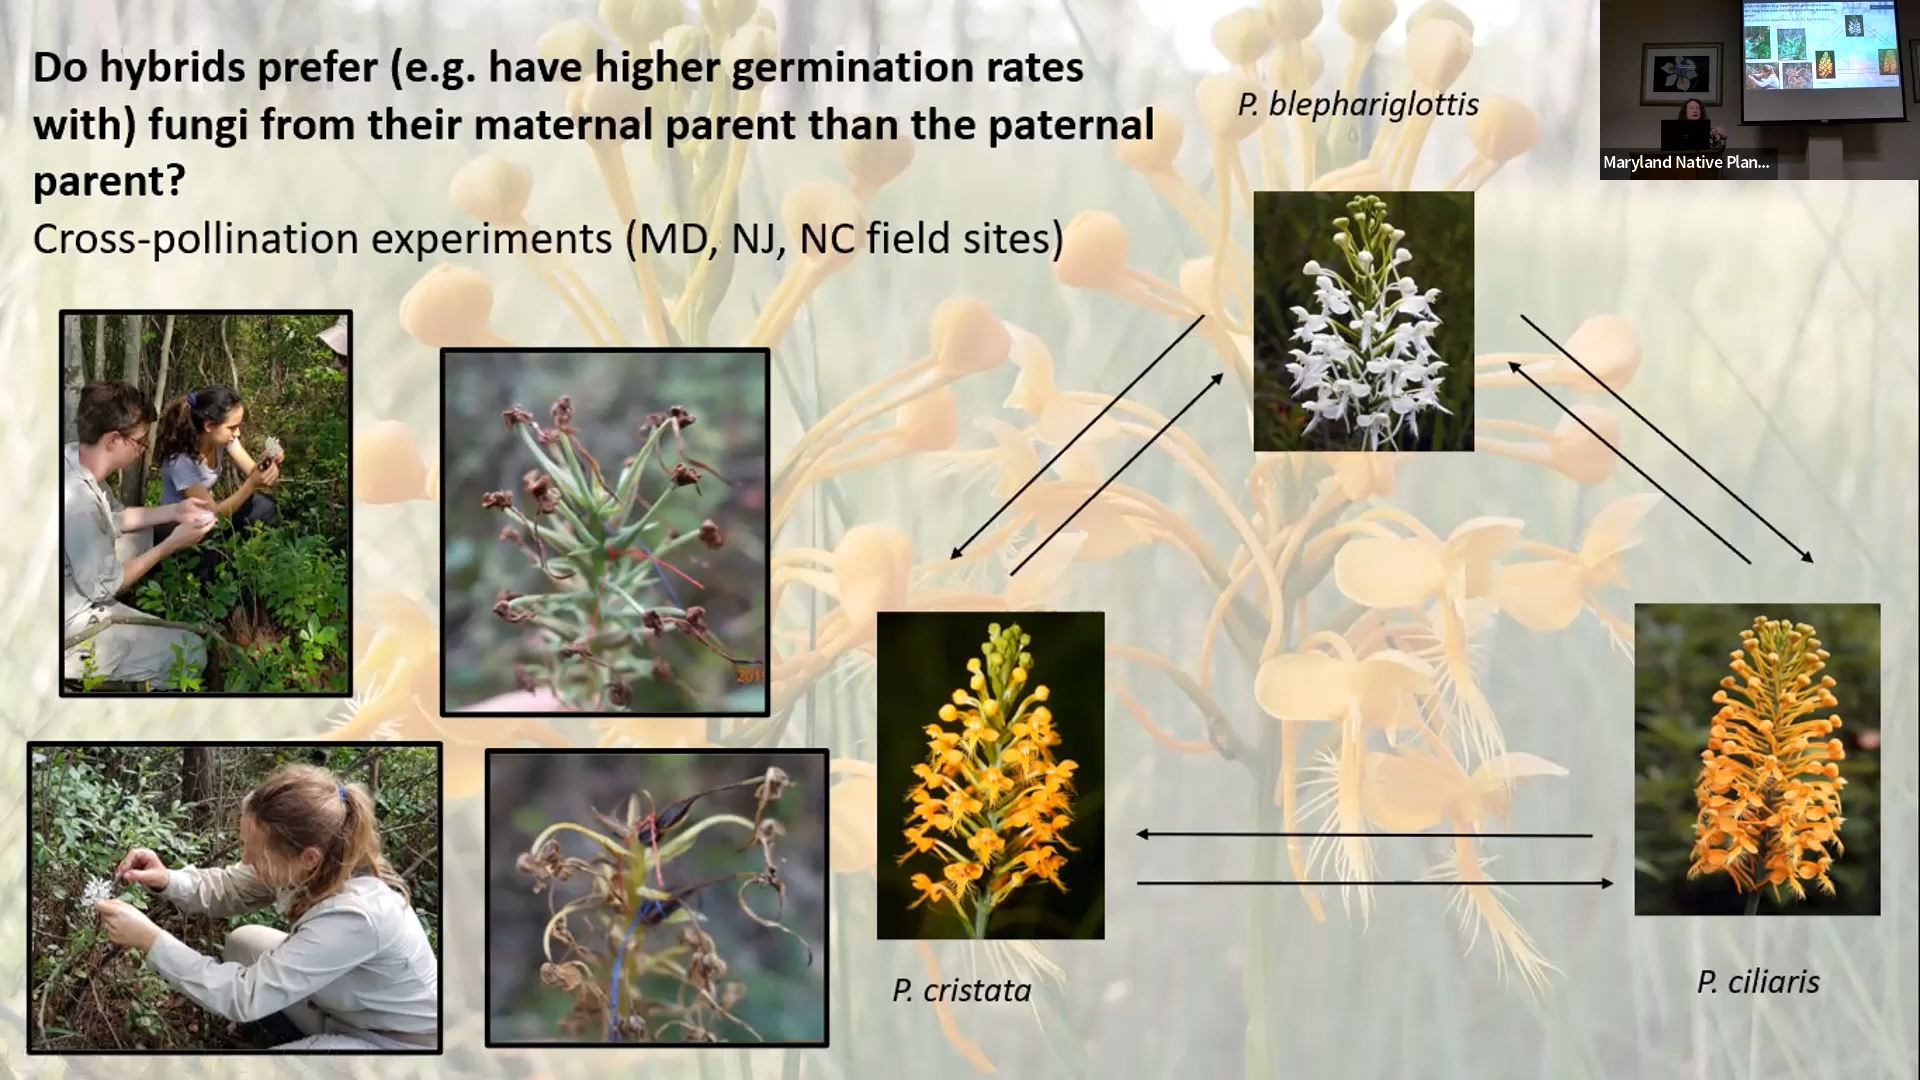 Do hybrids prefer (e.g. have higher germination rates
with) fungi from their maternal parent than the paternal
parent?
Cross-pollination experiments (MD, NJ, NC field sites)
P. blephariglottis
Maryland Native Plan...
P. cristata
P. ciliaris